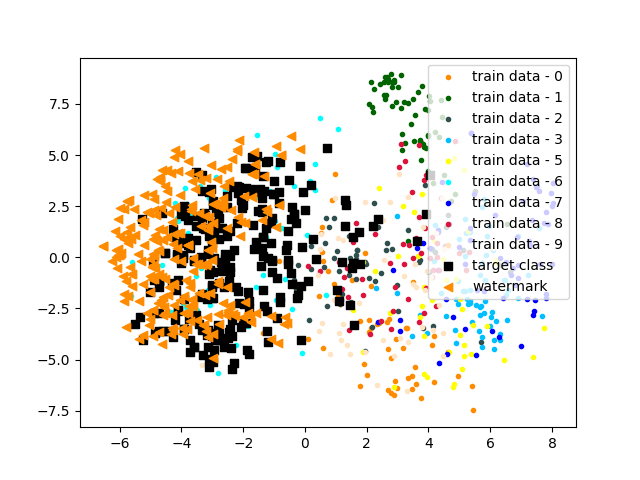 7.5
5.0
2.5
0.0
−2.5
−5.0
−7.5
−6
−4
−2
0
2
4
6
8
train data - 0
train data - 1
train data - 2
train data - 3
train data - 5
train data - 6
train data - 7
train data - 8
train data - 9
target class
watermark